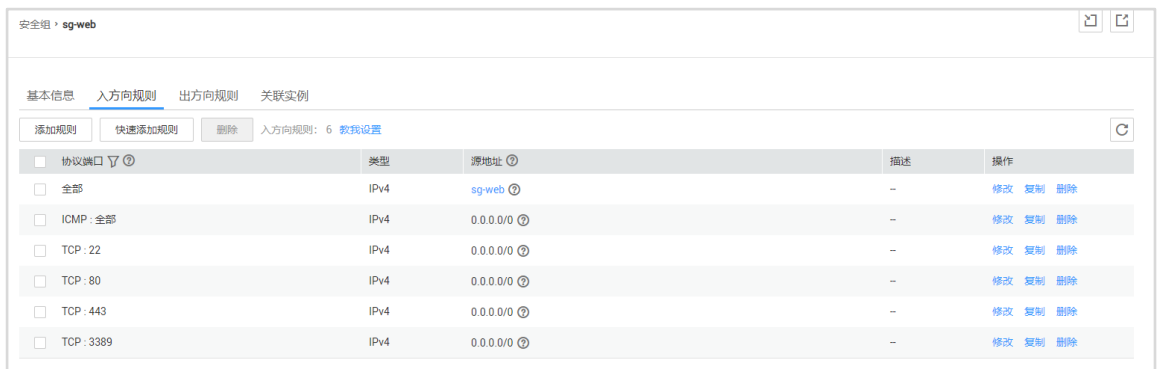 安全组 › sg-web
基本信息 入方向规则 出方向规则 关联实例
添加规则 快速添加规则 删除 入方向规则： 6 教我设置
协议端口 类型 源地址 描述 操作
全部 IPv4 sg-web -- 修改 复制 删除
ICMP : 全部 IPv4 0.0.0.0/0 -- 修改 复制 删除
TCP : 22 IPv4 0.0.0.0/0 -- 修改 复制 删除
TCP : 80 IPv4 0.0.0.0/0 -- 修改 复制 删除
TCP : 443 IPv4 0.0.0.0/0 -- 修改 复制 删除
TCP : 3389 IPv4 0.0.0.0/0 -- 修改 复制 删除